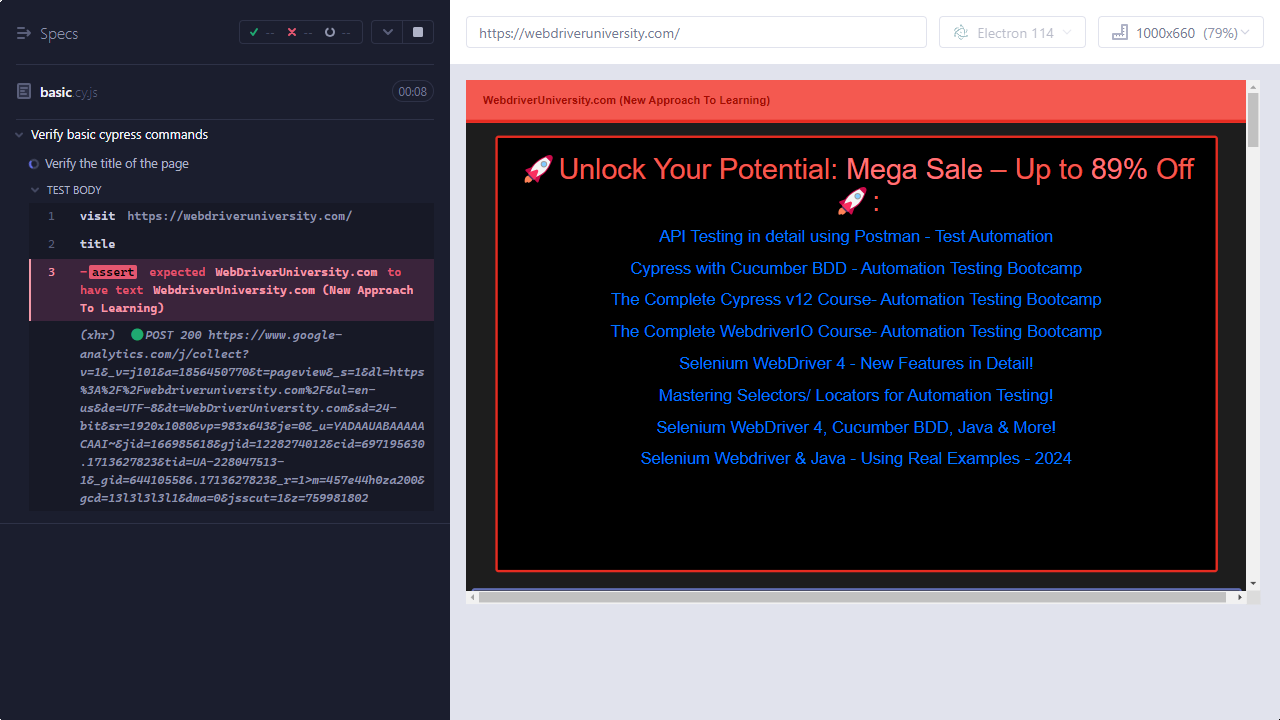 Specs
-- -- --
basic.cy.js
00:08
Verify basic cypress commands
Verify the title of the page
TEST BODY
1 visit https://webdriveruniversity.com/
2 title
3 -assert expected WebDriverUniversity.com to
have text WebdriverUniversity.com (New Approach
To Learning)
(xhr) POST 200 https://www.google-
analytics.com/j/collect?
v=1&_v=j101&a=1856450770&t=pageview&_s=1&dl=https
%3A%2F%2Fwebdriveruniversity.com%2F&ul=en-
us&de=UTF-8&dt=WebDriverUniversity.com&sd=24-
bit&sr=1920x1080&vp=983x643&je=0&_u=YADAAUABAAAAA
CAAI~&jid=166985618&gjid=1228274012&cid=697195630
.1713627823&tid=UA-228047513-
1&_gid=644105586.1713627823&_r=1>m=457e44h0za200&
gcd=13l3l3l3l1&dma=0&jsscut=1&z=759981802
https://webdriveruniversity.com/
Electron 114
1000x660 (79%)
WebdriverUniversity.com (New Approach To Learning)
🚀 Unlock Your Potential: Mega Sale – Up to 89% Off
🚀 :
API Testing in detail using Postman - Test Automation
Cypress with Cucumber BDD - Automation Testing Bootcamp
The Complete Cypress v12 Course- Automation Testing Bootcamp
The Complete WebdriverIO Course- Automation Testing Bootcamp
Selenium WebDriver 4 - New Features in Detail!
Mastering Selectors/ Locators for Automation Testing!
Selenium WebDriver 4, Cucumber BDD, Java & More!
Selenium Webdriver & Java - Using Real Examples - 2024